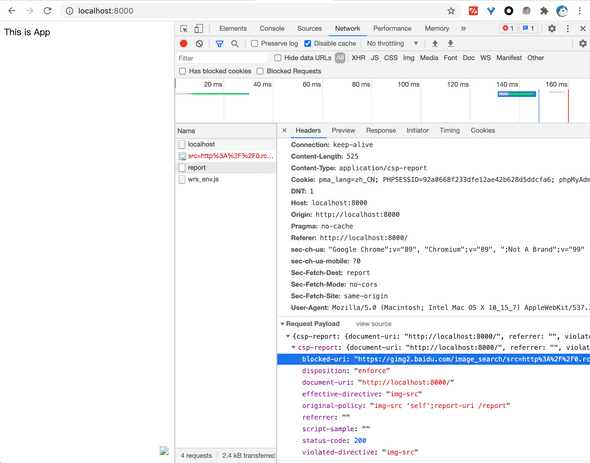 localhost:8000
This is App
Elements Console Sources Network Performance Memory » 1 1
Preserve log Disable cache No throttling
Filter Hide data URLs All XHR JS CSS Img Media Font Doc WS Manifest Other
Has blocked cookies Blocked Requests
20 ms 40 ms 60 ms 80 ms 100 ms 120 ms 140 ms 160 ms
Name
localhost
src=http%3A%2F%2F0.rc…
report
wrs_env.js
× Headers Preview Response Initiator Timing Cookies
Connection: keep-alive
Content-Length: 525
Content-Type: application/csp-report
Cookie: pma_lang=zh_CN; PHPSESSID=92a0668f233dfe12ae42b628d5ddcfa6; phpMyAdm
DNT: 1
Host: localhost:8000
Origin: http://localhost:8000
Pragma: no-cache
Referer: http://localhost:8000/
sec-ch-ua: "Google Chrome";v="89", "Chromium";v="89", ";Not A Brand";v="99"
sec-ch-ua-mobile: ?0
Sec-Fetch-Dest: report
Sec-Fetch-Mode: no-cors
Sec-Fetch-Site: same-origin
User-Agent: Mozilla/5.0 (Macintosh; Intel Mac OS X 10_15_7) AppleWebKit/537.
Request Payload view source
{csp-report: {document-uri: "http://localhost:8000/", referrer: "", violate
csp-report: {document-uri: "http://localhost:8000/", referrer: "", violat
blocked-uri: "https://gimg2.baidu.com/image_search/src=http%3A%2F%2F0.rc
disposition: "enforce"
document-uri: "http://localhost:8000/"
effective-directive: "img-src"
original-policy: "img-src 'self';report-uri /report"
referrer: ""
script-sample: ""
status-code: 200
violated-directive: "img-src"
4 requests 2.4 kB transferred